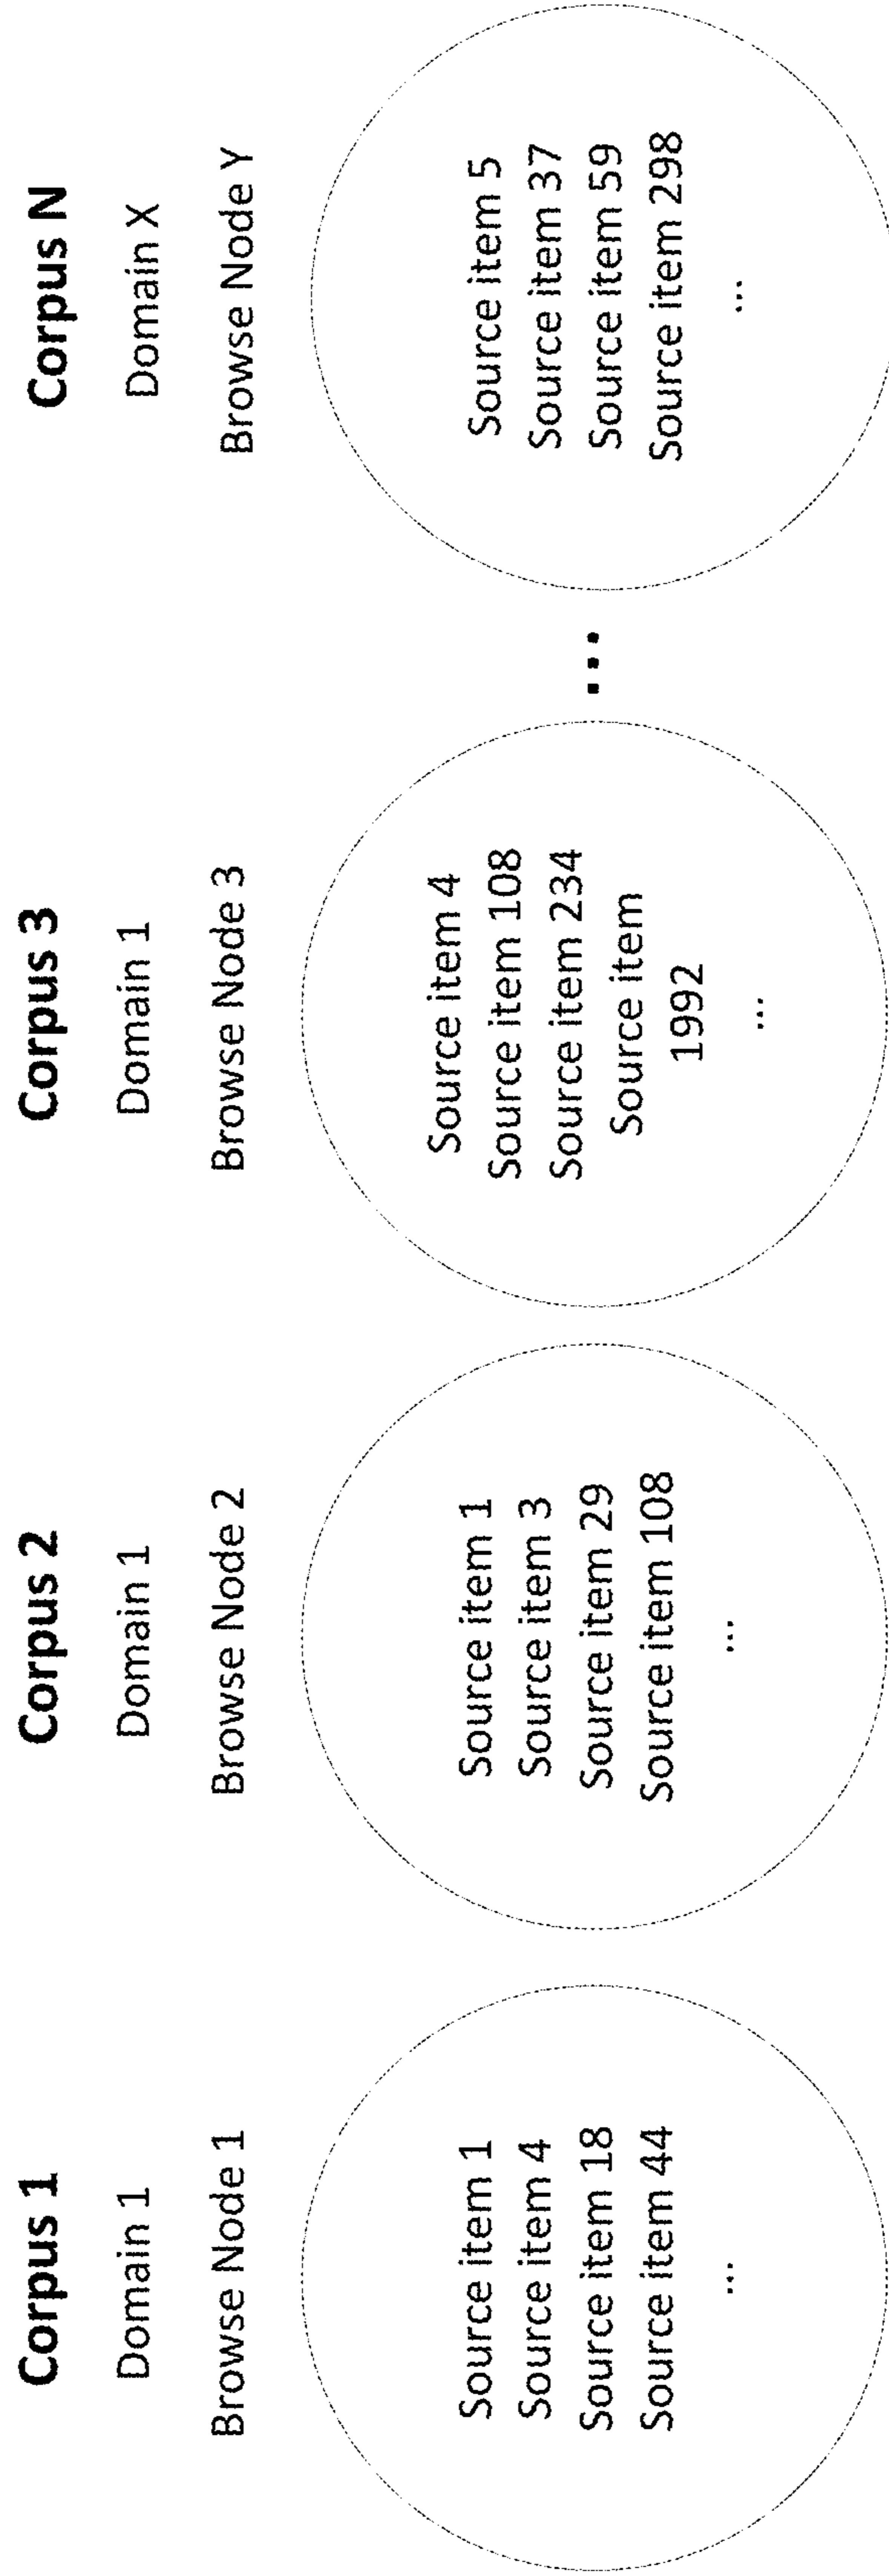 Corpus 1
Domain 1
Browse Node 1
Source item 1
Source item 4
Source item 18
Source item 44
...
Corpus 2
Domain 1
Browse Node 2
Source item 1
Source item 3
Source item 29
Source item 108
...
Corpus 3
Domain 1
Browse Node 3
Source item 4
Source item 108
Source item 234
Source item
1992
...
...
Corpus N
Domain X
Browse Node Y
Source item 5
Source item 37
Source item 59
Source item 298
...